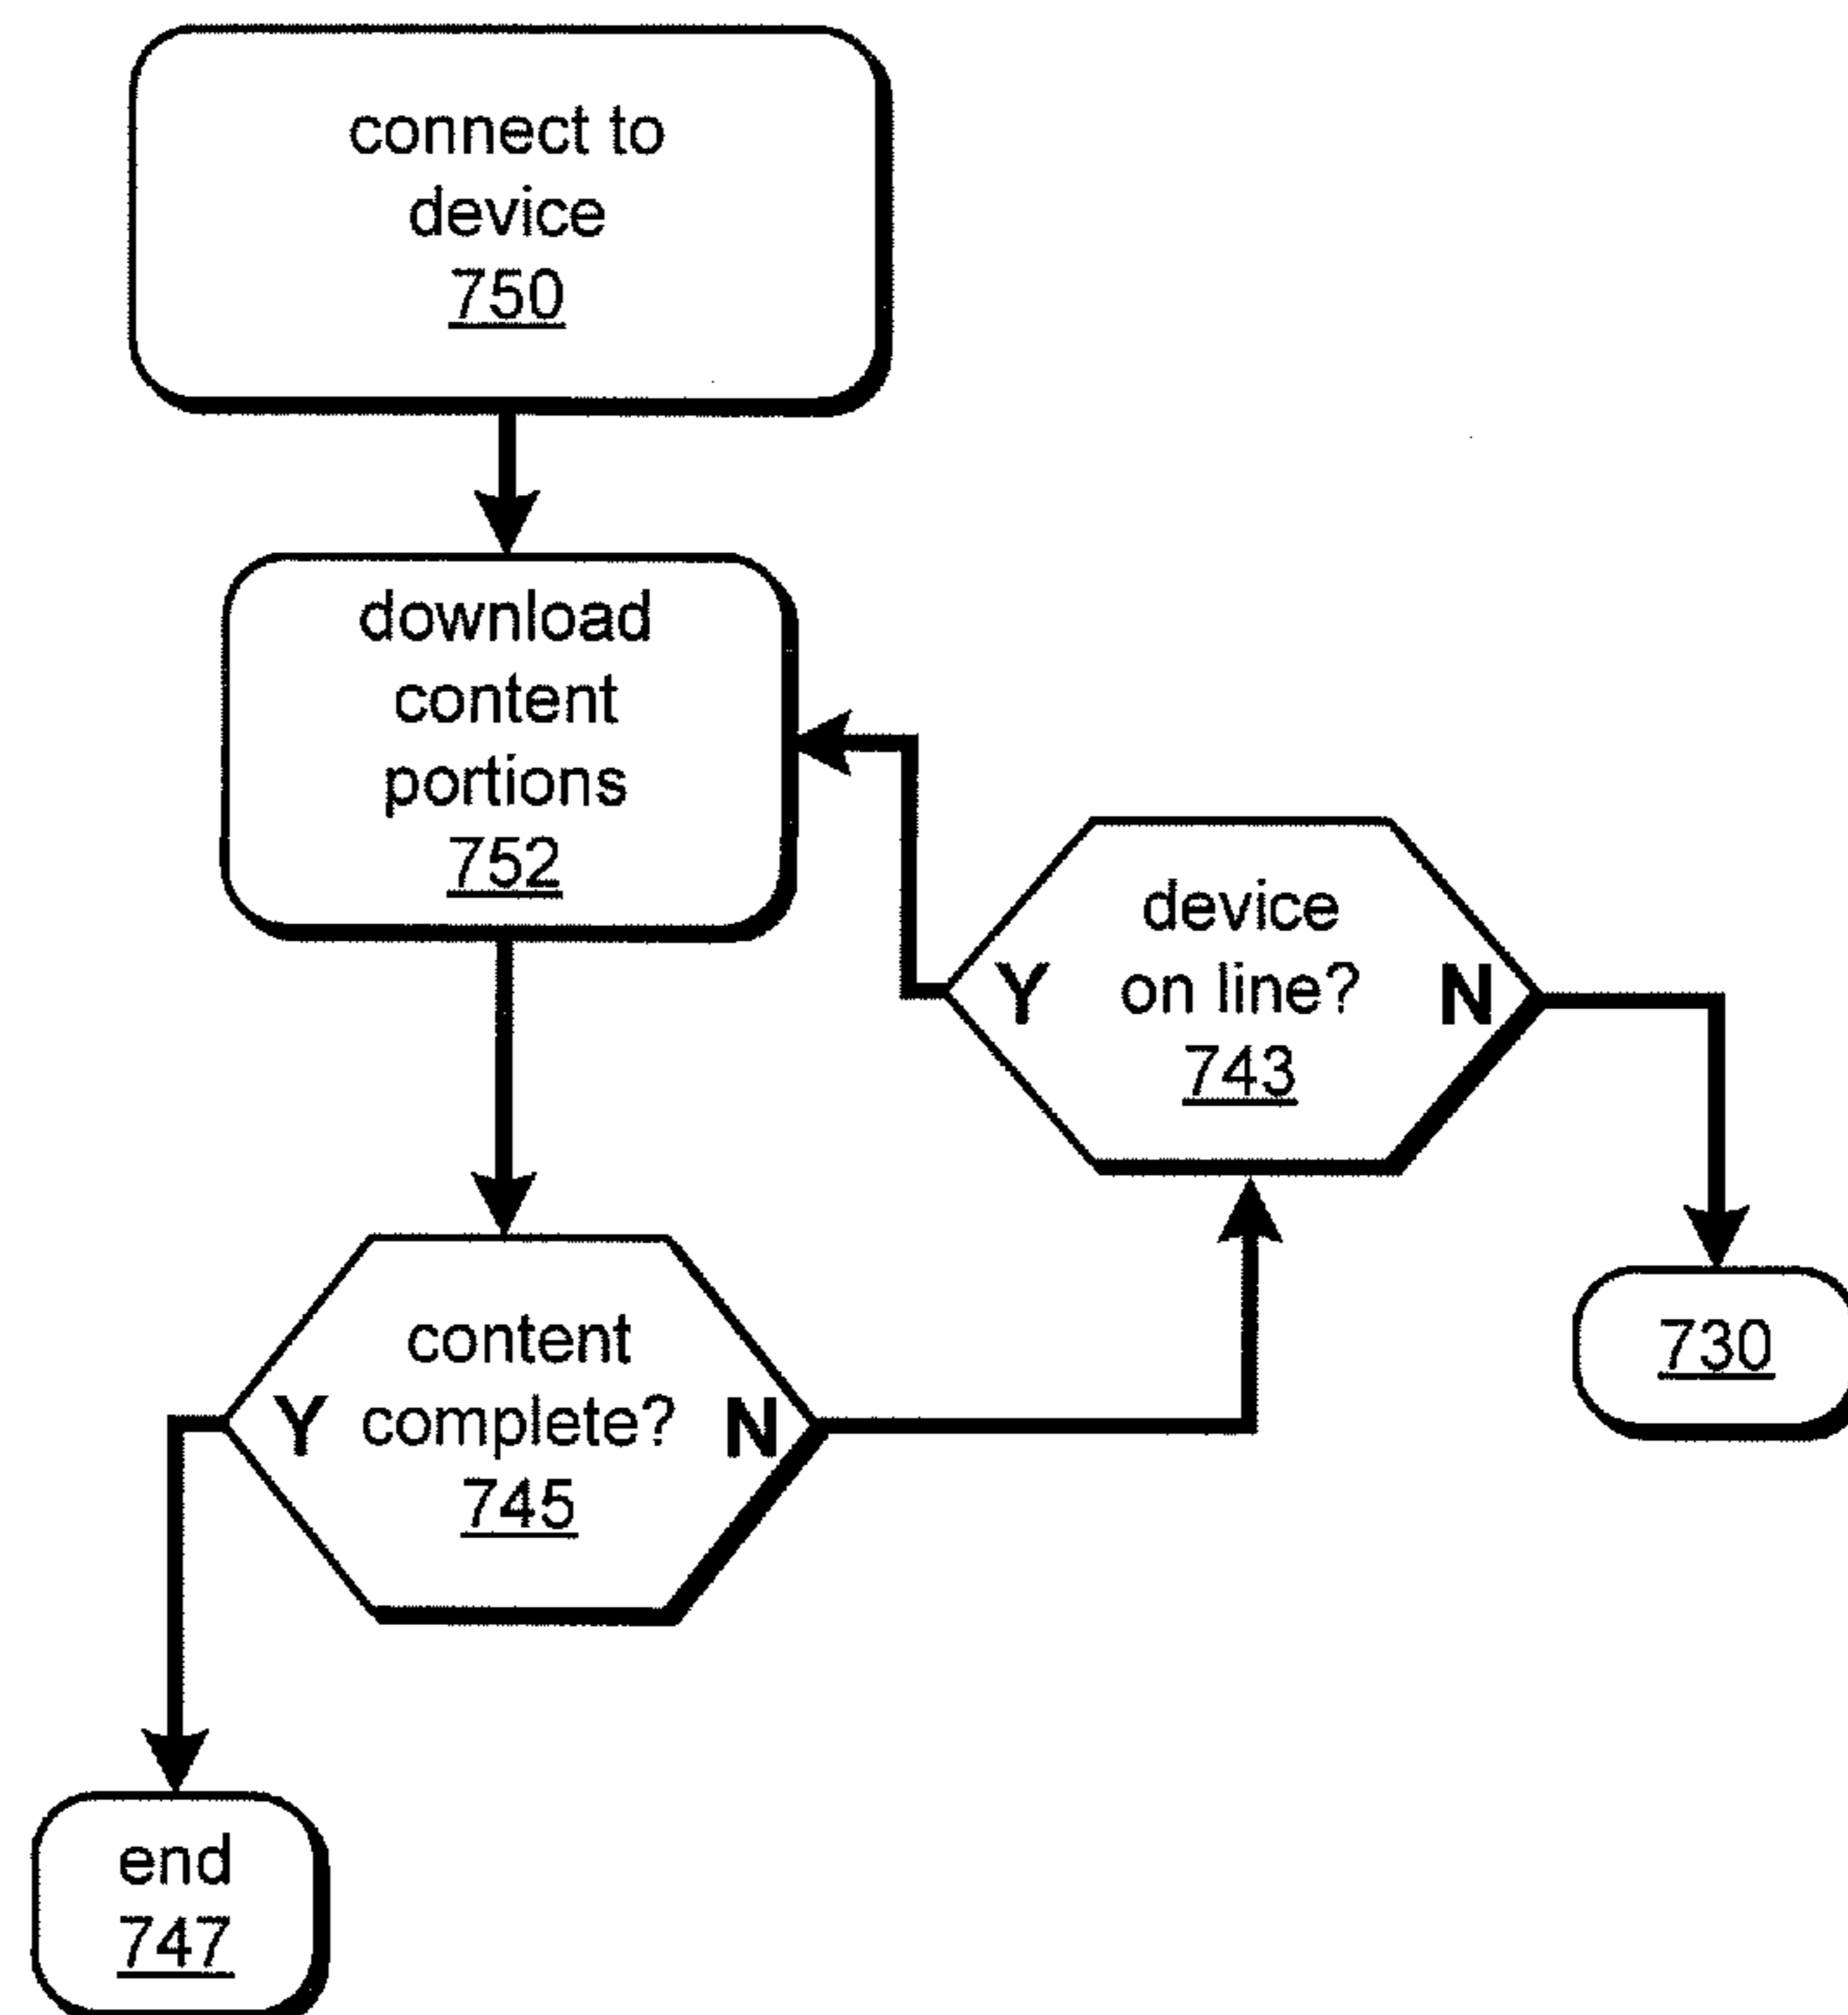 connect to
device
750
download
content
portions
752
device
Y on line? N
743
content
Y complete? N
745
730
end
747